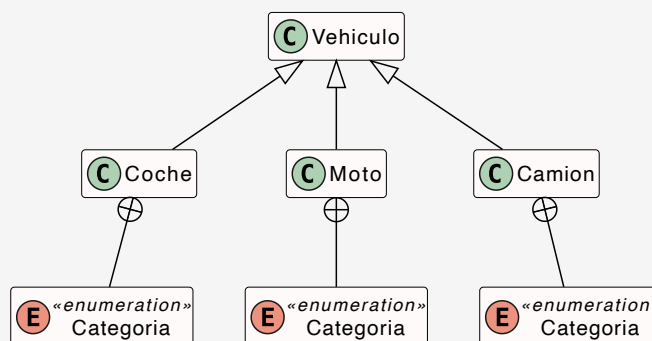 C Vehiculo
C Coche
C Moto
C Camion
E «enumeration»
Categoria
E «enumeration»
Categoria
E «enumeration
Categoria